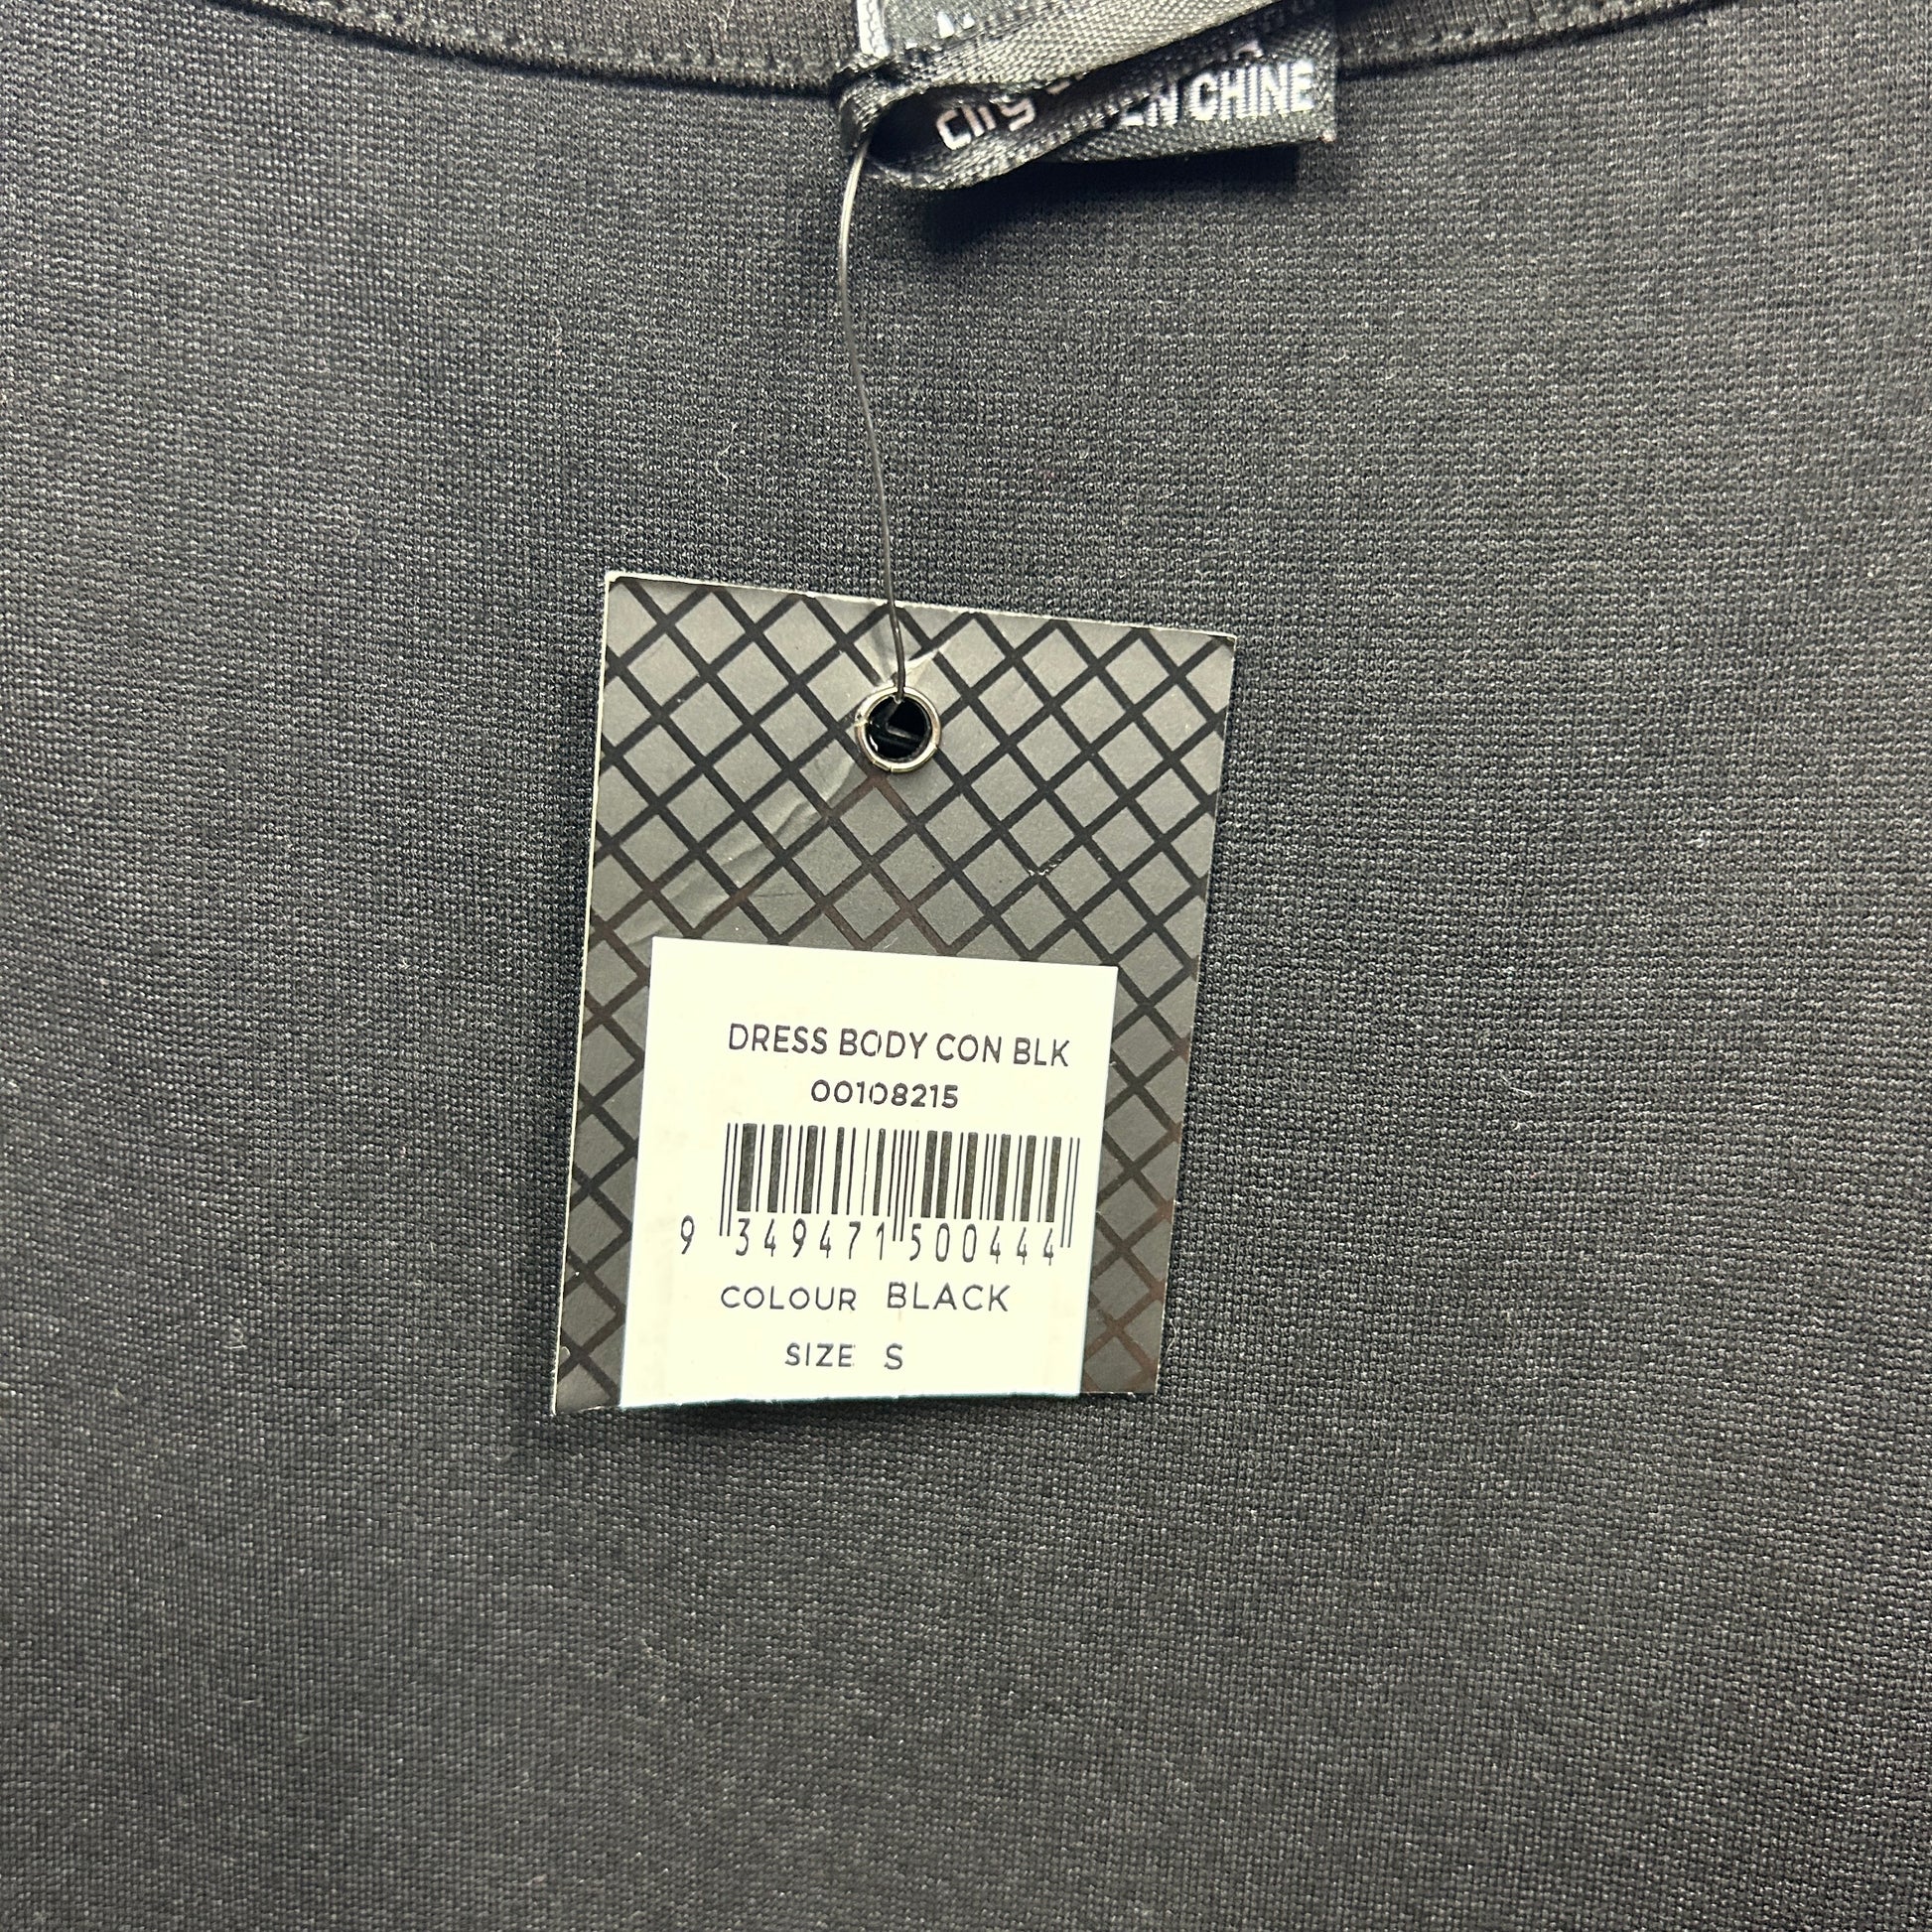 EN CHINE
DRESS BODY CON BLK
00108215
9 349471 500444
COLOUR BLACK
SIZE S